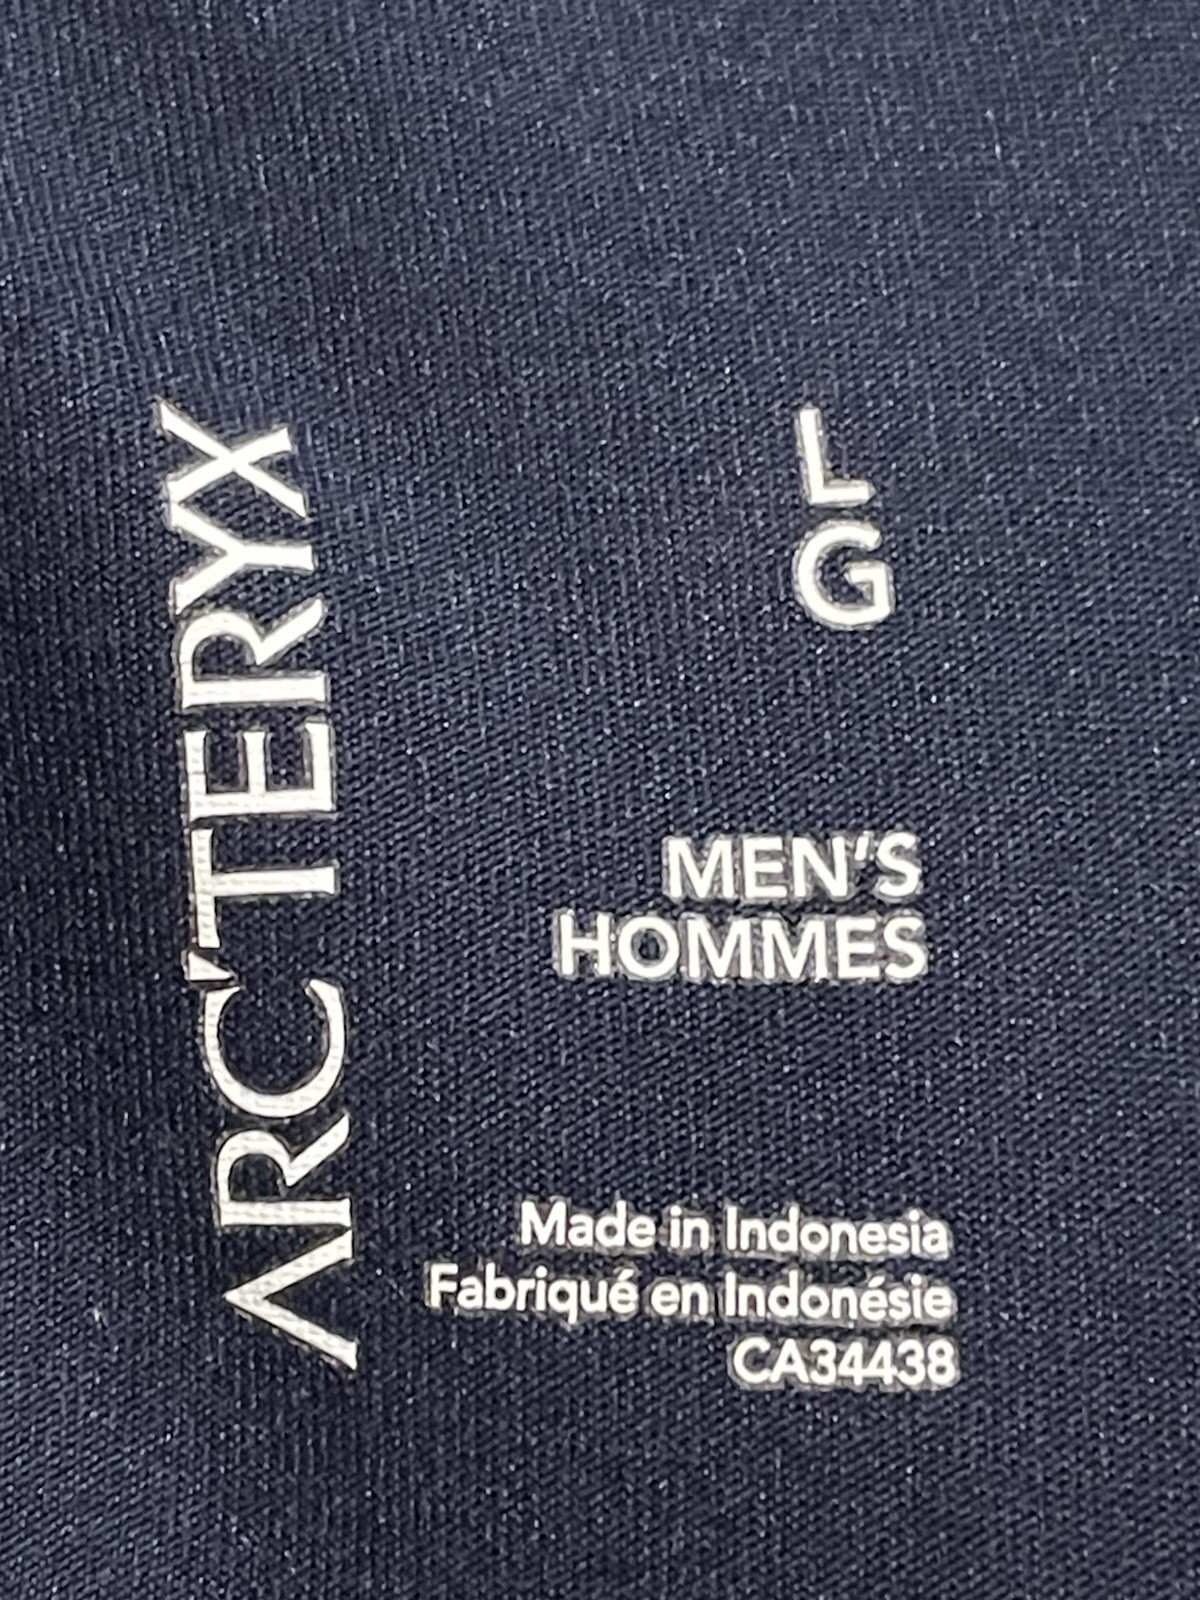 ARC'TERYX
L
G
MEN'S
HOMMES
Made in Indonesia
Fabriqué en Indonésie
CA34438